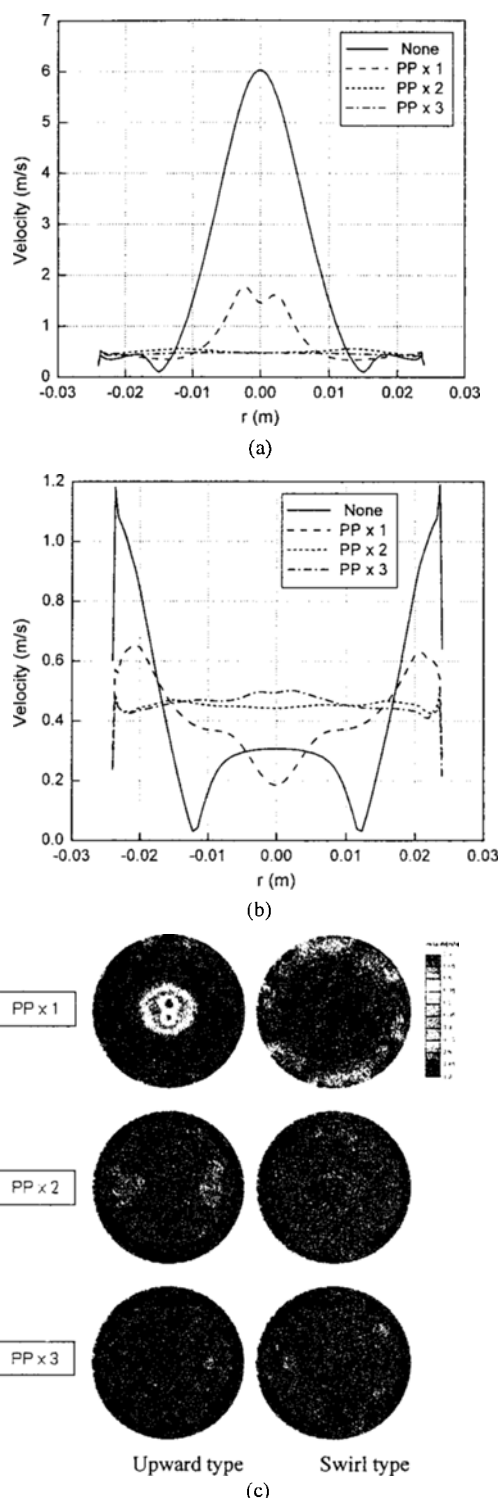 7
6
5
4
3
2
1
0
Velocity (m/s)
None
PP x 1
PP x 2
PP x 3
-0.03 -0.02 -0.01 0.00 0.01 0.02 0.03
r (m)
(a)
1.2
1.0
0.8
0.6
0.4
0.2
0.0
Velocity (m/s)
None
PP x 1
PP x 2
PP x 3
-0.03 -0.02 -0.01 0.00 0.01 0.02 0.03
r (m)
(b)
PP x 1
PP x 2
PP x 3
Upward type Swirl type
(c)